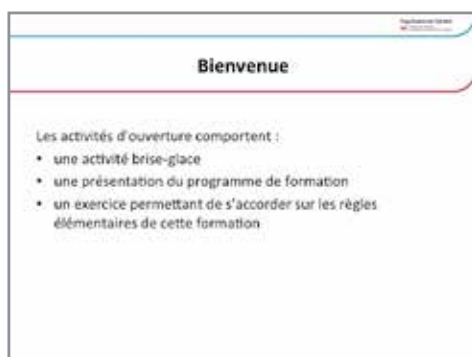 Bienvenue
Les activités d'ouverture comportent :
• une activité brise-glace
• une présentation du programme de formation
• un exercice permettant de s'accorder sur les règles
élémentaires de cette formation